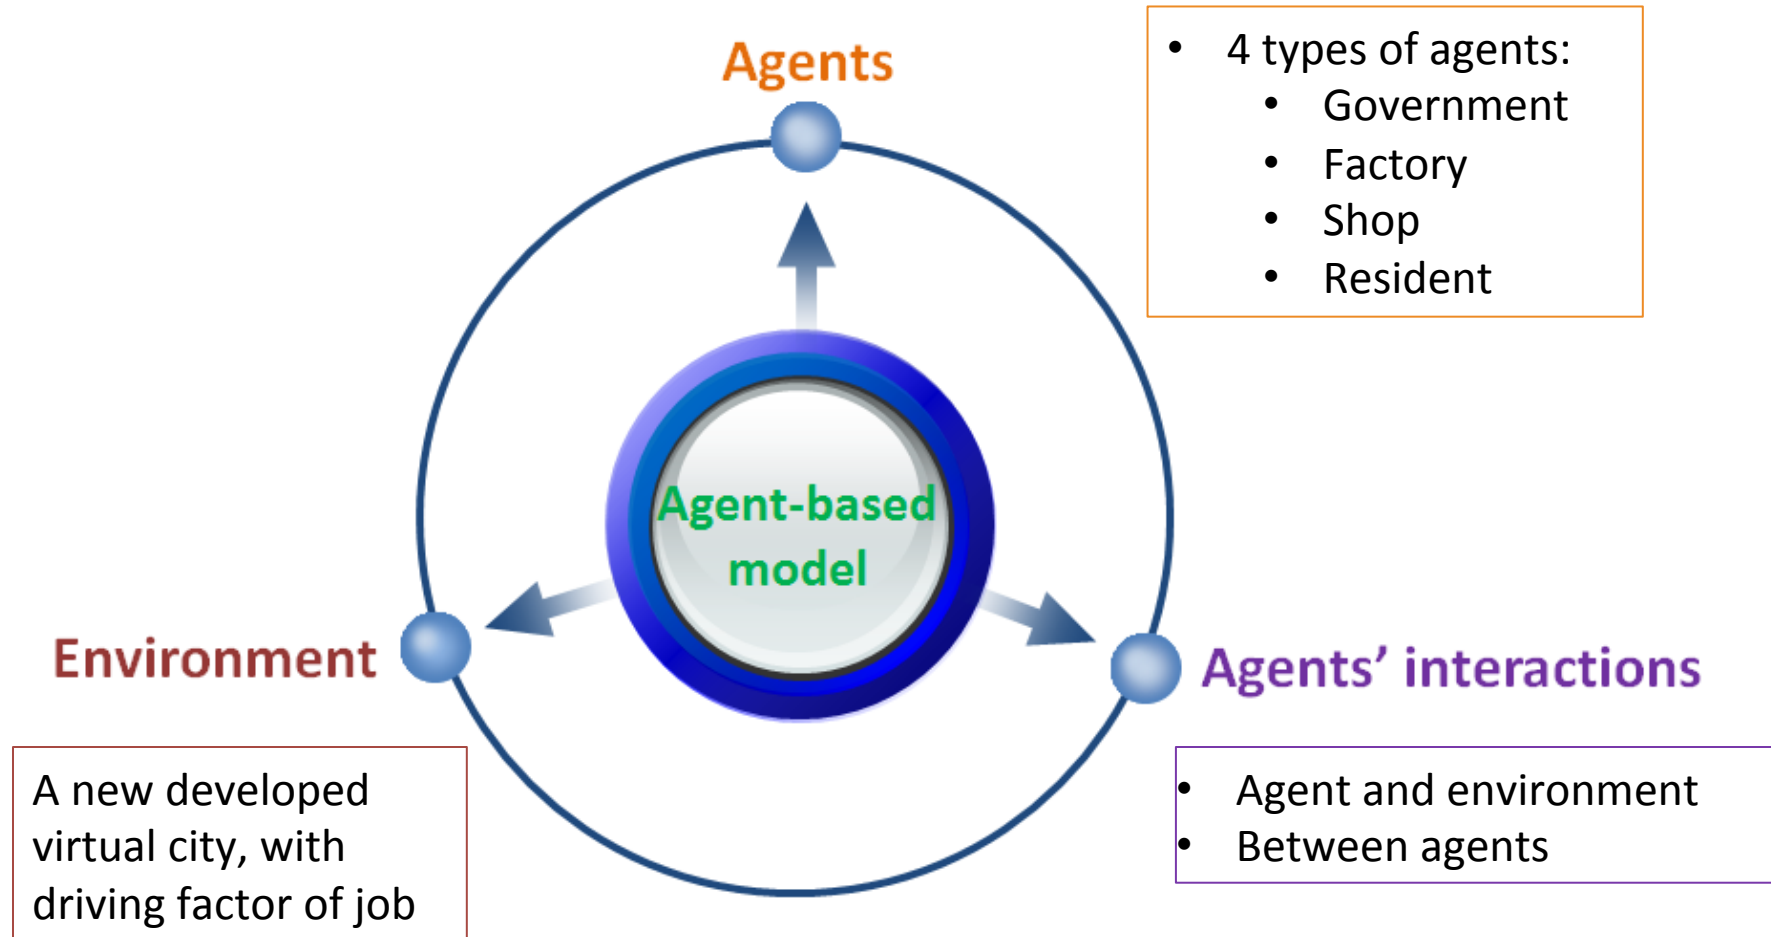 Agents
• 4 types of agents:
• Government
• Factory
• Shop
• Resident
Agent-based
model
Environment
Agents’ interactions
A new developed
virtual city, with
driving factor of job
• Agent and environment
• Between agents